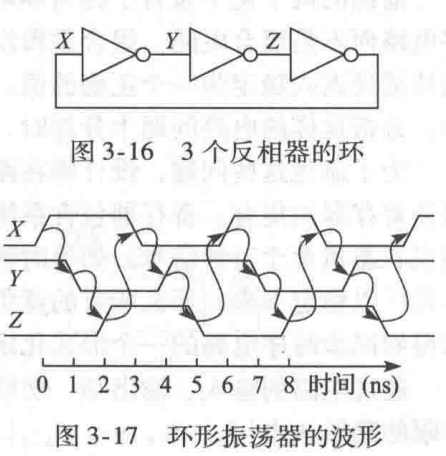 X Y Z
图 3-16 3 个反相器的环
X
Y
Z
0 1 2 3 4 5 6 7 8 时间 (ns)
图 3-17 环形振荡器的波形